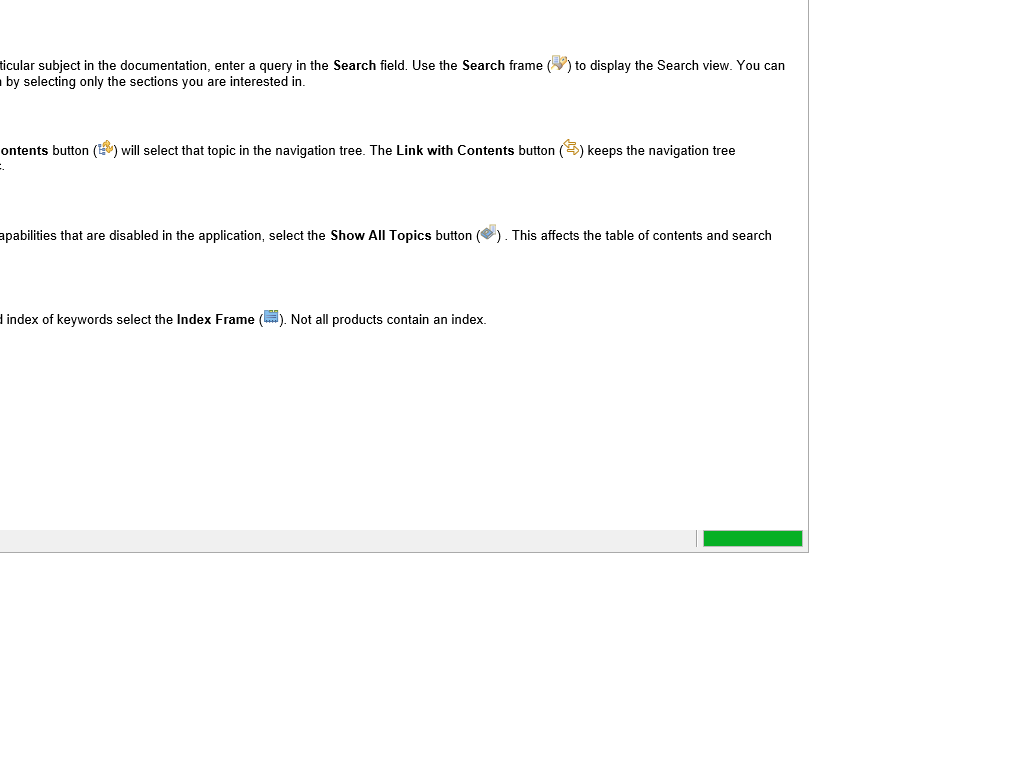 ticular subject in the documentation, enter a query in the Search field. Use the Search frame ( ) to display the Search view. You can
by selecting only the sections you are interested in.
ontents button ( ) will select that topic in the navigation tree. The Link with Contents button ( ) keeps the navigation tree
apabilities that are disabled in the application, select the Show All Topics button ( ) . This affects the table of contents and search
d index of keywords select the Index Frame ( ). Not all products contain an index.